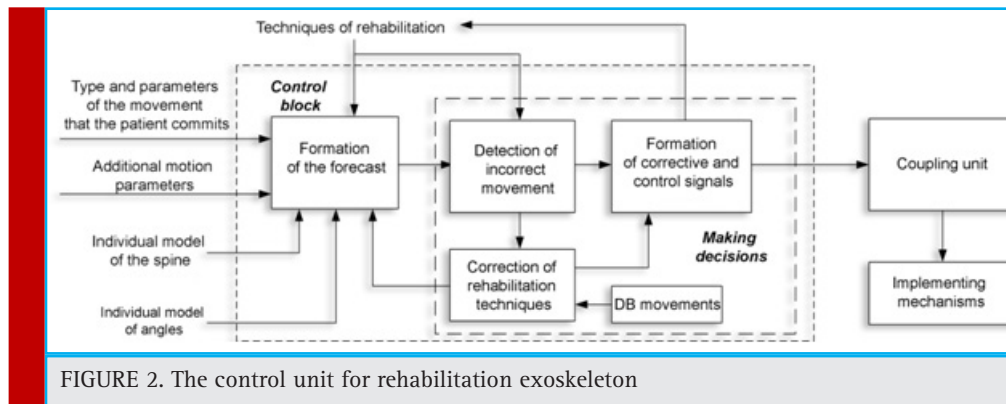 Techniques of rehabilitation
Control
block
Type and parameters
of the movement
that the patient commits
Additional motion
parameters
Individual model
of the spine
Individual model
of angles
Formation
of the forecast
Detection of
incorrect
movement
Formation
of corrective and
control signals
Making
decisions
Correction of
rehabilitation
techniques
DB movements
Coupling unit
Implementing
mechanisms
FIGURE 2. The control unit for rehabilitation exoskeleton